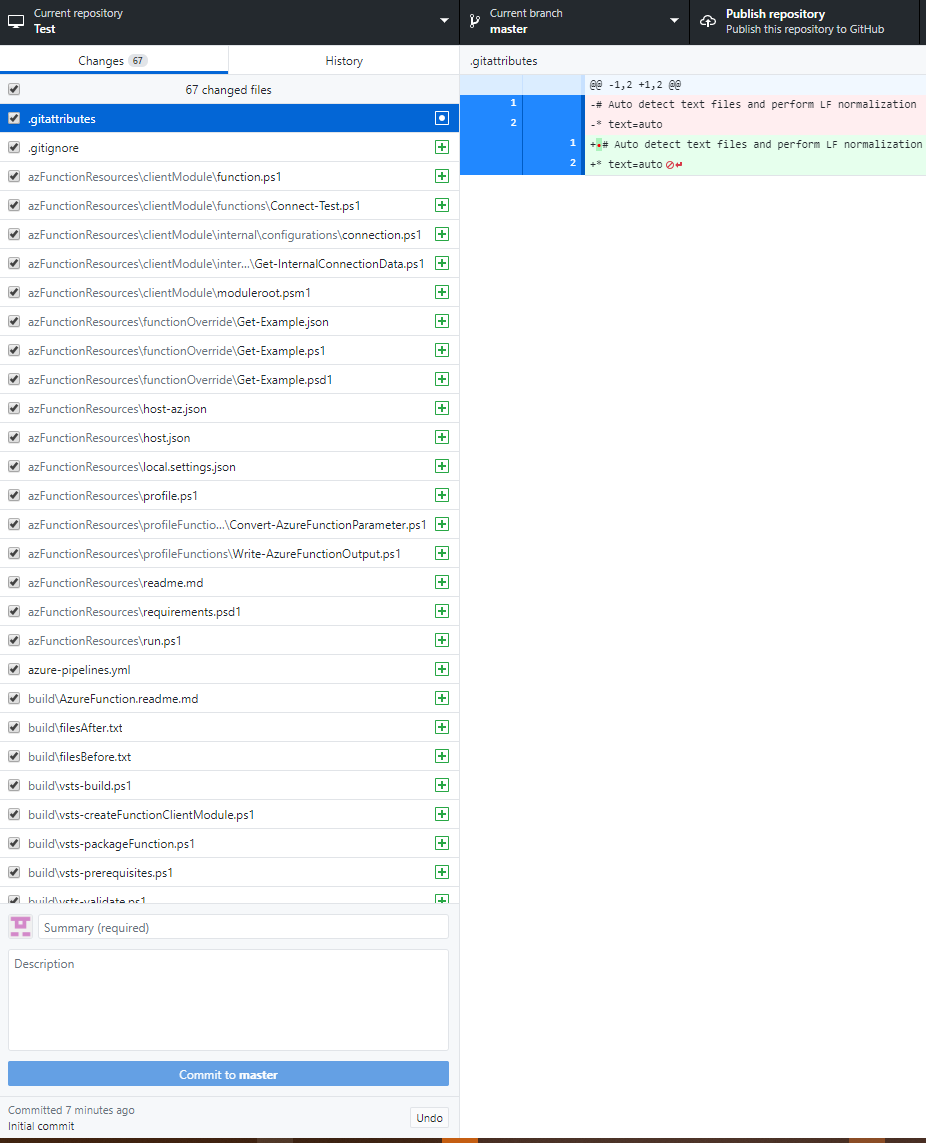 Current repository
Test
Current branch
master
Publish repository
Publish this repository to GitHub
Changes 67
History
67 changed files
.gitattributes
.gitignore
azFunctionResources\clientModule\function.ps1
azFunctionResources\clientModule\functions\Connect-Test.ps1
azFunctionResources\clientModule\internal\configurations\connection.ps1
azFunctionResources\clientModule\inter...\Get-InternalConnectionData.ps1
azFunctionResources\clientModule\moduleroot.psm1
azFunctionResources\functionOverride\Get-Example.json
azFunctionResources\functionOverride\Get-Example.ps1
azFunctionResources\functionOverride\Get-Example.psd1
azFunctionResources\host-az.json
azFunctionResources\host.json
azFunctionResources\local.settings.json
azFunctionResources\profile.ps1
azFunctionResources\profileFunctio...\Convert-AzureFunctionParameter.ps1
azFunctionResources\profileFunctions\Write-AzureFunctionOutput.ps1
azFunctionResources\readme.md
azFunctionResources\requirements.psd1
azFunctionResources\run.ps1
azure-pipelines.yml
build\AzureFunction.readme.md
build\filesAfter.txt
build\filesBefore.txt
build\vsts-build.ps1
build\vsts-createFunctionClientModule.ps1
build\vsts-packageFunction.ps1
build\vsts-prerequisites.ps1
build\vsts-validate.ps1
Summary (required)
Description
Commit to master
Committed 7 minutes ago
Initial commit
Undo
.gitattributes
@@ -1,2 +1,2 @@
1 -# Auto detect text files and perform LF normalization
2 -* text=auto
1 +# Auto detect text files and perform LF normalization
2 +* text=auto